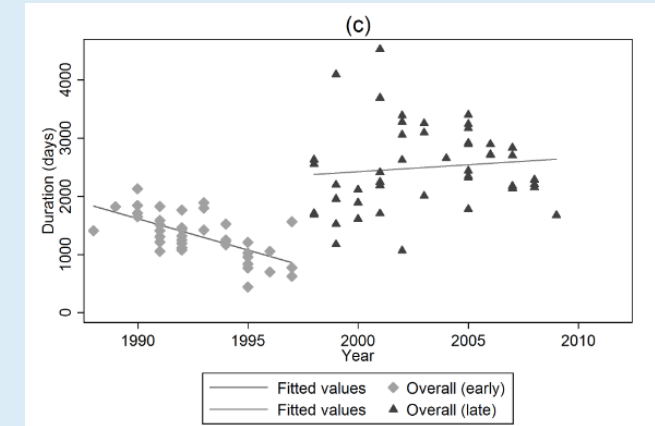 (c)
Duration (days)
4000
3000
2000
1000
0
1990
1995
2000
2005
2010
Year
Fitted values
Overall (early)
Fitted values
Overall (late)